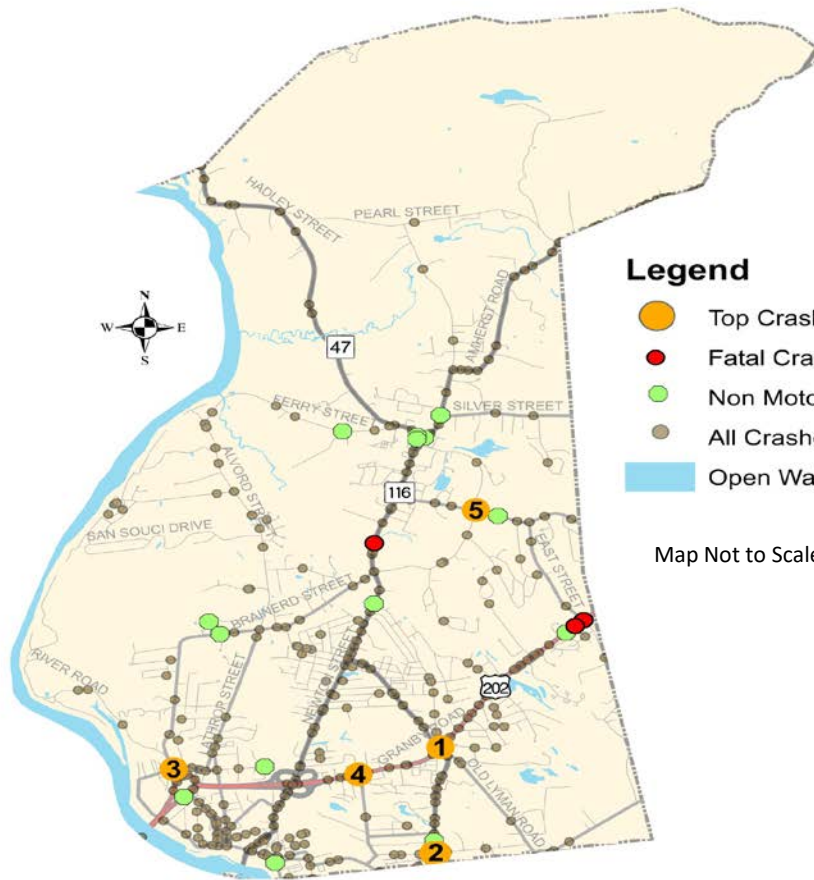 HADLEY STREET
PEARL STREET
N
W E
S
AMHERST ROAD
Legend
Top Crash
Fatal Cra
Non Moto
All Crashe
Open Wa
Map Not to Scale
47
FERRY STREE
SILVER STREET
116
ALVORD STREET
5
SAN SOUCI DRIVE
EAST STREET
BRAINERD STREET
RIVER ROAD
LATHROP STREET
NEWTON STREET
202
GRANBY ROAD
1
3
4
OLD LYMAN ROAD
2